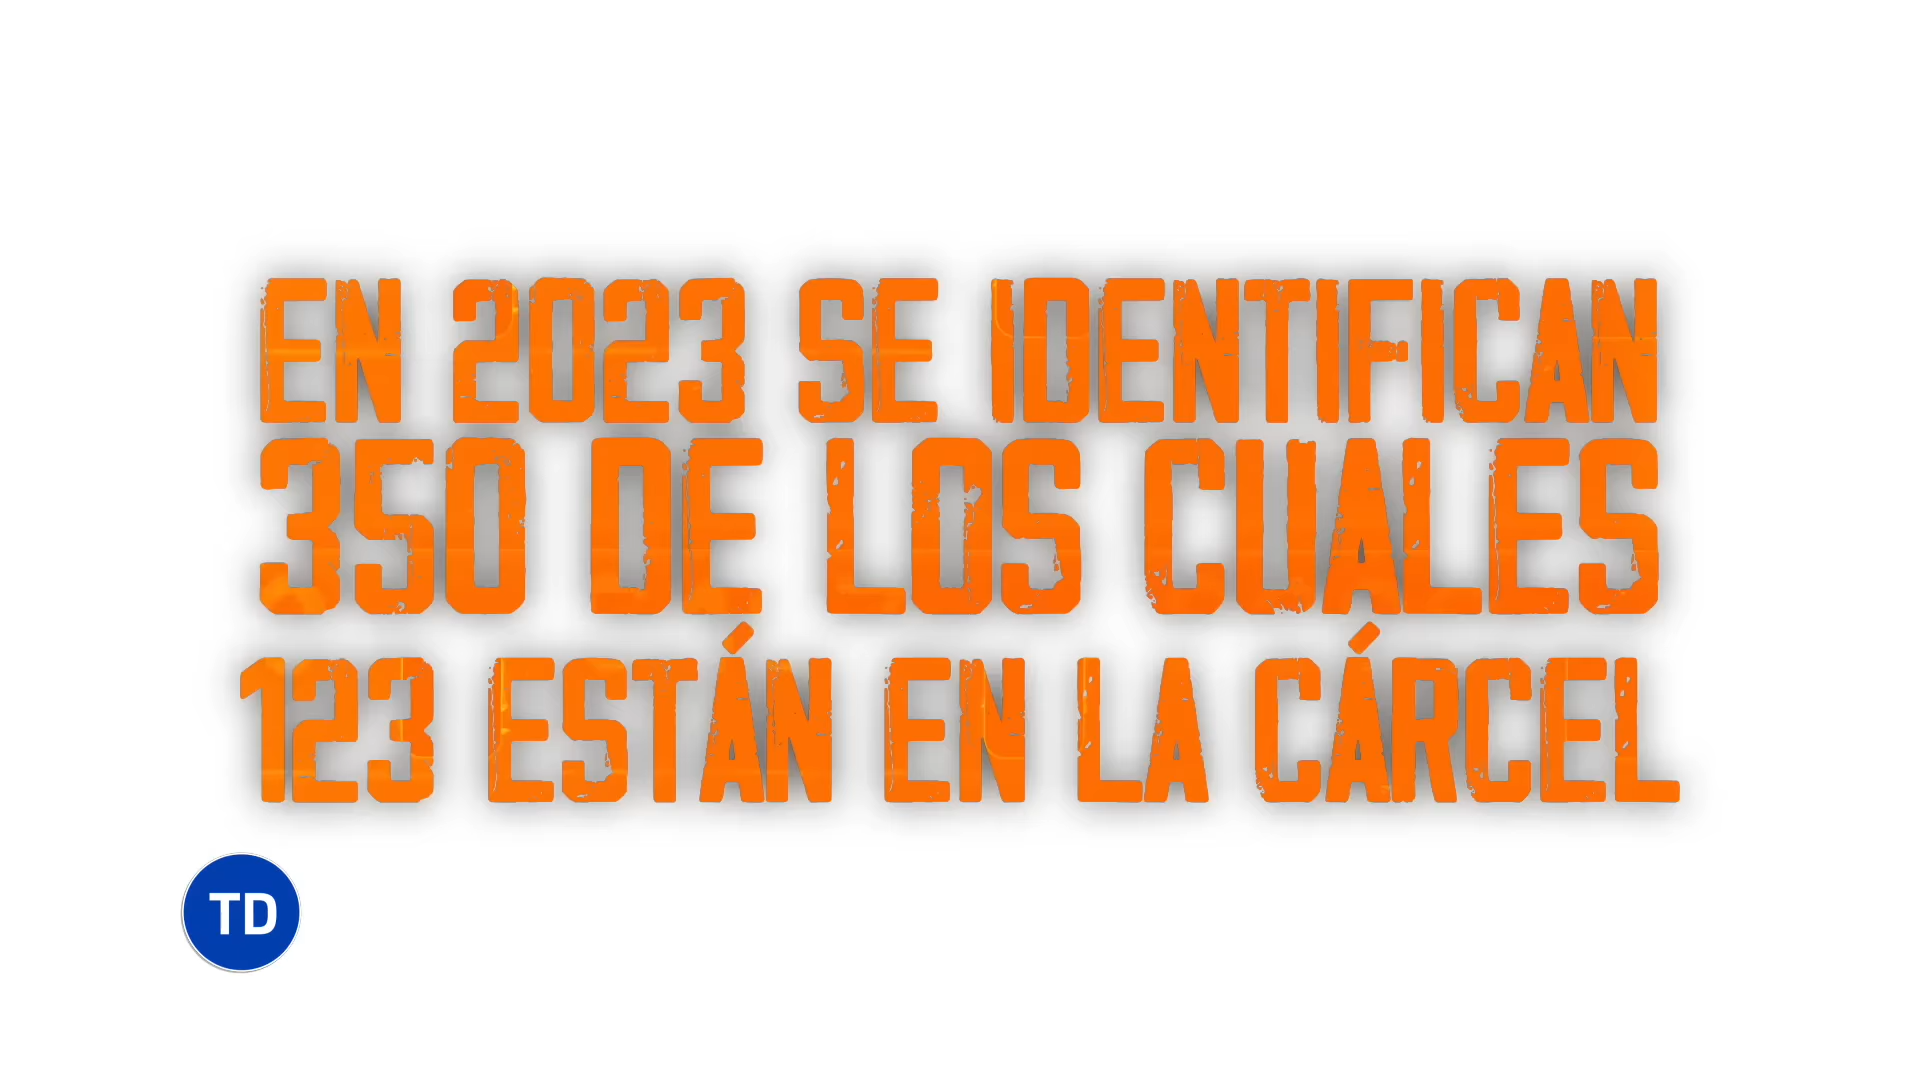 EN 2023 SE IDENTIFICAN
350 DE LOS CUALES
123 ESTÁN EN LA CÁRCEL
TD